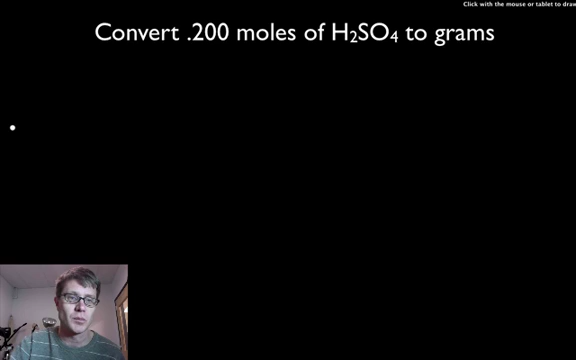 Click with the mouse or tablet to draw
Convert .200 moles of H₂SO₄ to grams